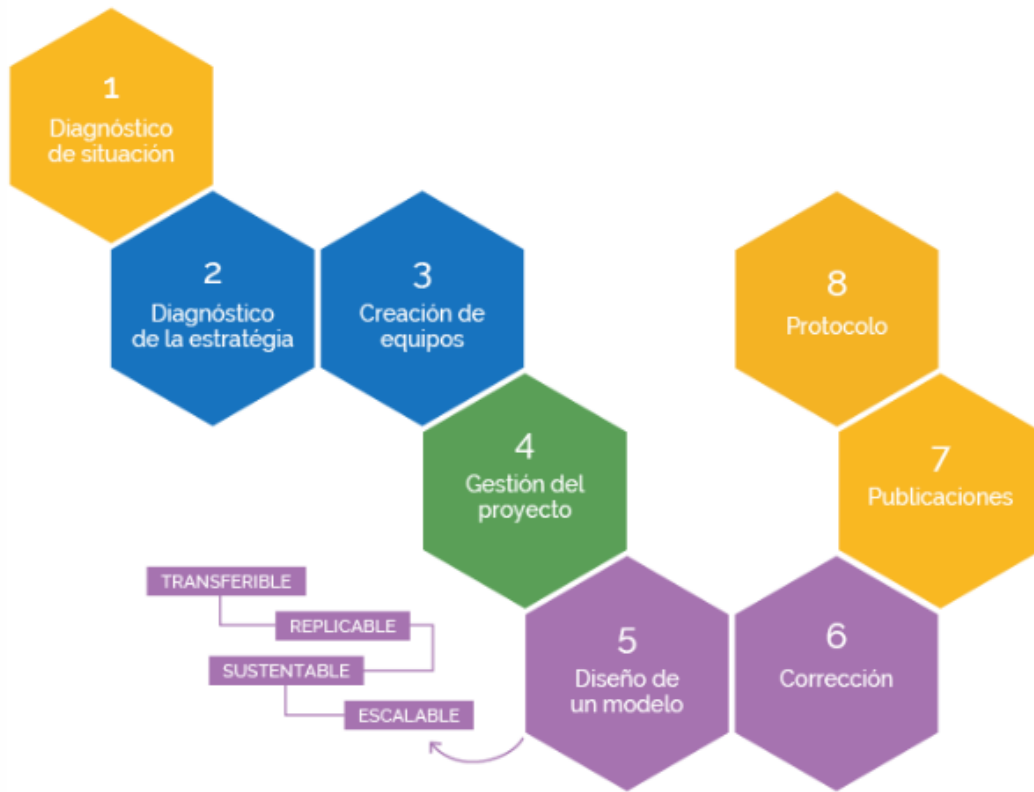 1
Diagnóstico
de situación
2
Diagnóstico
de la estratégia
3
Creación de
equipos
4
Gestión del
proyecto
5
Diseño de
un modelo
TRANSFERIBLE
REPLICABLE
SUSTENTABLE
ESCALABLE
6
Corrección
7
Publicaciones
8
Protocolo